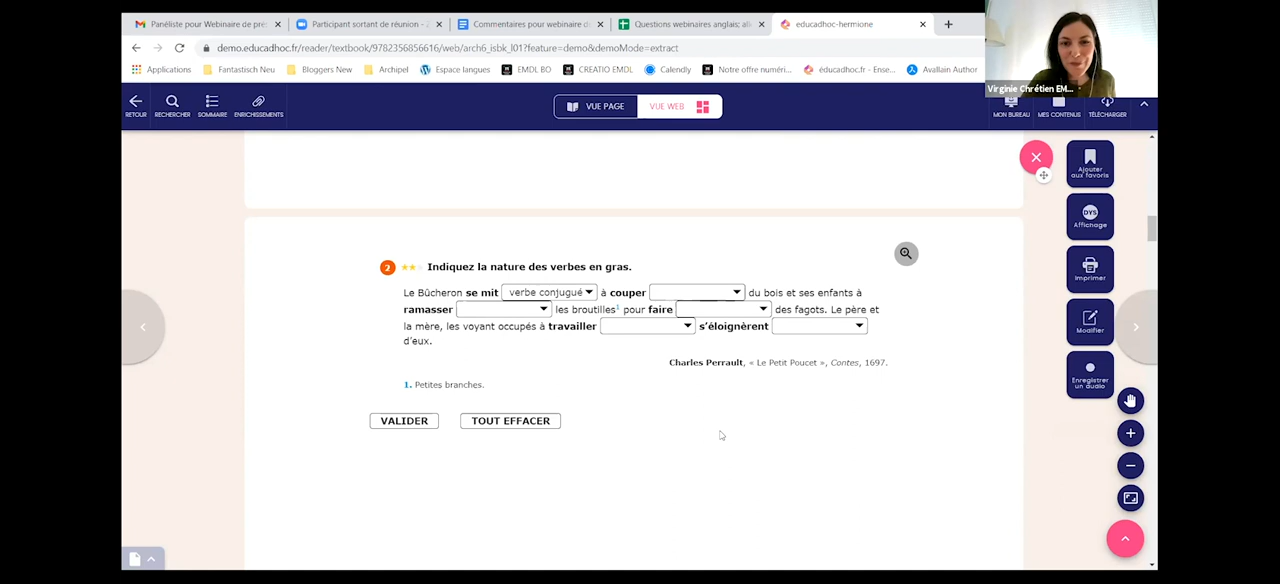 Panéliste pour Webinaire de pré
Participant sortant de réunion - Z
Commentaires pour webinaire d
Questions webinaires anglais; all
educadhoc-hermione
demo.educadhoc.fr/reader/textbook/9782356856616/web/arch6_isbk_l01?feature=demo&demoMode=extract
Applications
Fantastisch Neu
Bloggers New
Archipel
Espace langues
EMDL BO
CREATIO EMDL
Calendly
Notre offre numéri...
éducadhoc.fr - Ense...
Avallain Author
Virginie Chrétien EM...
RETOUR
RECHERCHER
SOMMAIRE
ENRICHISSEMENTS
VUE PAGE
VUE WEB
MON BUREAU
MES CONTENUS
TÉLÉCHARGER
Ajouter
aux favoris
DYS
Affichage
Imprimer
Modifier
Enregistrer
un audio
2 Indiquez la nature des verbes en gras.
Le Bûcheron se mit verbe conjugué à couper du bois et ses enfants à
ramasser les broutilles1 pour faire des fagots. Le père et
la mère, les voyant occupés à travailler s'éloignèrent
d'eux.
Charles Perrault, « Le Petit Poucet », Contes, 1697.
1. Petites branches.
VALIDER
TOUT EFFACER